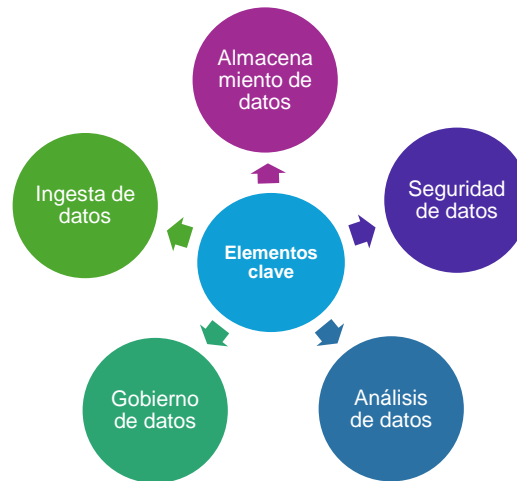 Almacena
miento de
datos
Ingesta de
datos
Seguridad
de datos
Elementos
clave
Gobierno
de datos
Análisis
de datos